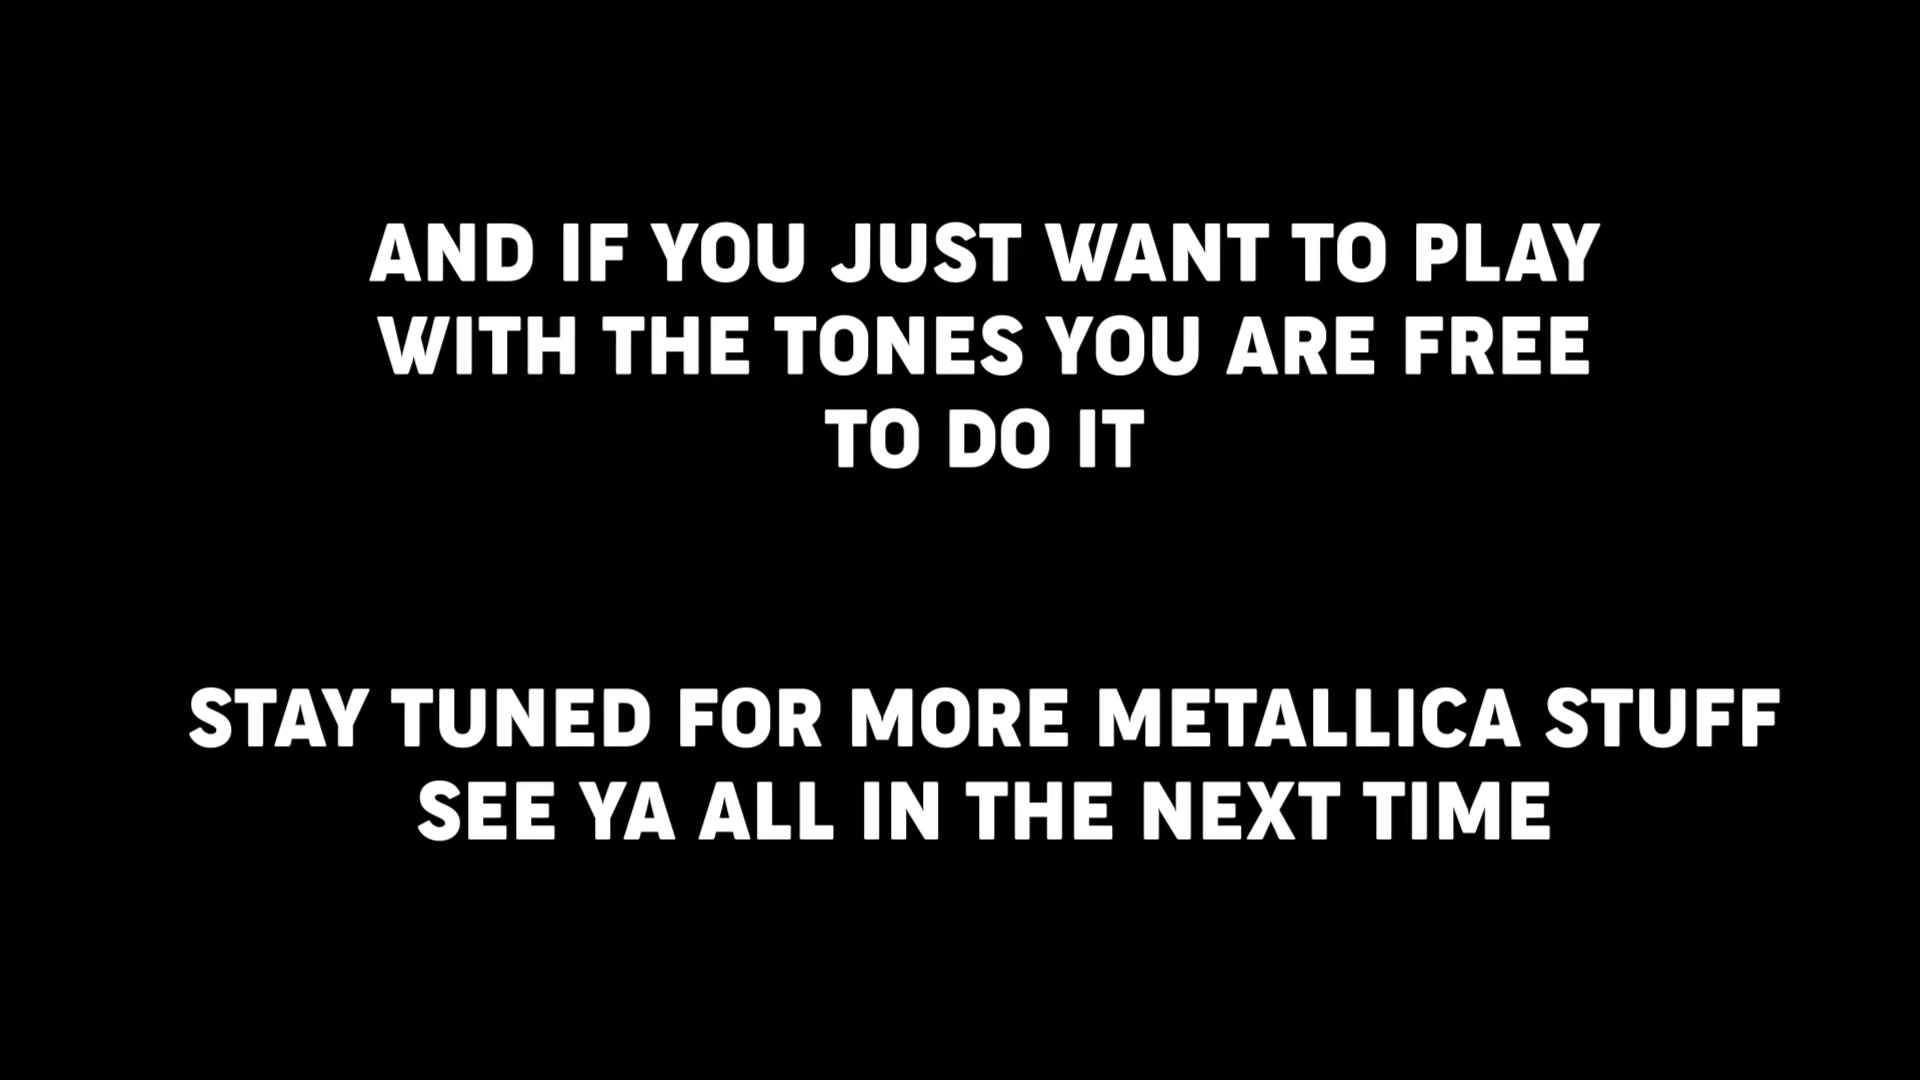 AND IF YOU JUST WANT TO PLAY
WITH THE TONES YOU ARE FREE
TO DO IT
STAY TUNED FOR MORE METALLICA STUFF
SEE YA ALL IN THE NEXT TIME